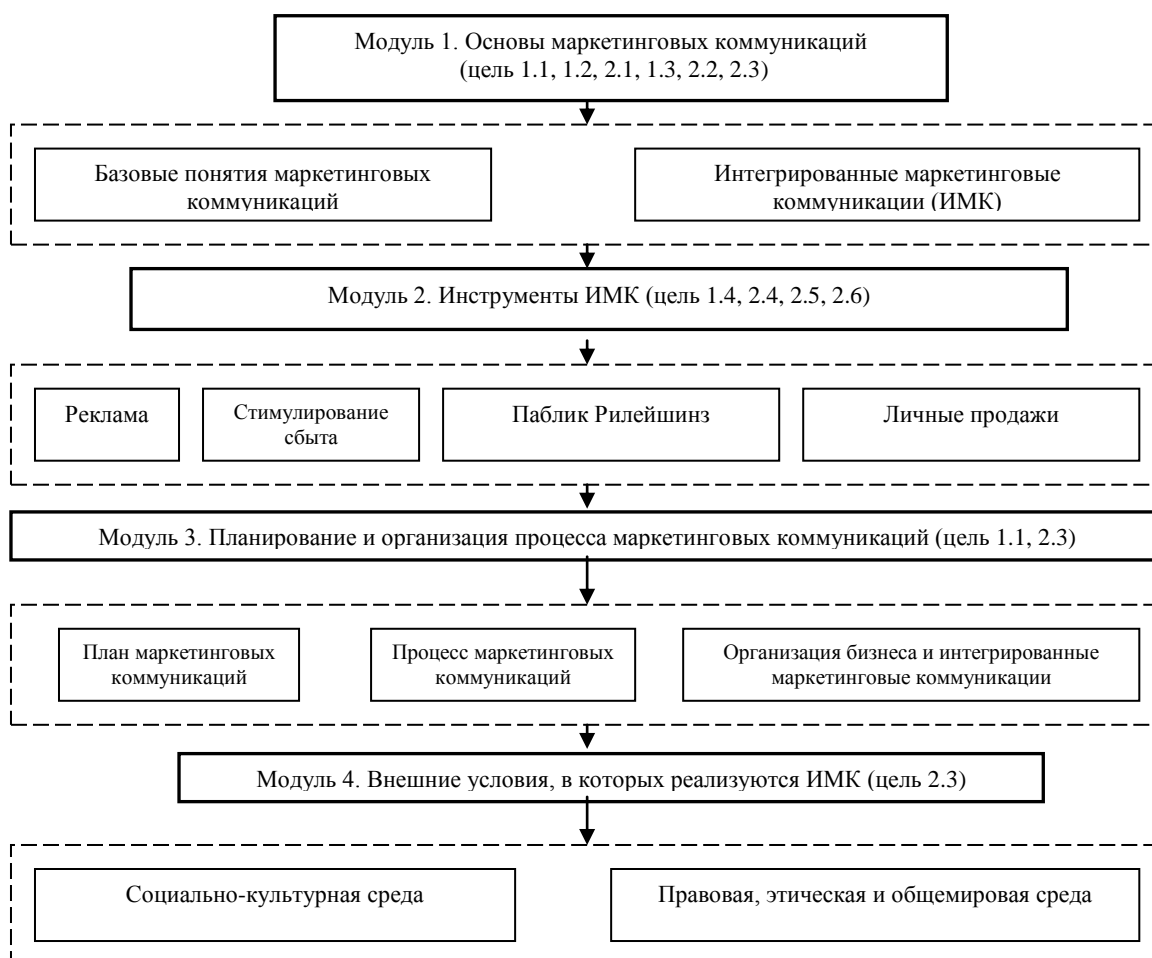 Модуль 1. Основы маркетинговых коммуникаций
(цель 1.1, 1.2, 2.1, 1.3, 2.2, 2.3)
Базовые понятия маркетинговых
коммуникаций
Интегрированные маркетинговые
коммуникации (ИМК)
Модуль 2. Инструменты ИМК (цель 1.4, 2.4, 2.5, 2.6)
Реклама
Стимулирование
сбыта
Паблик Рилейшинз
Личные продажи
Модуль 3. Планирование и организация процесса маркетинговых коммуникаций (цель 1.1, 2.3)
План маркетинговых
коммуникаций
Процесс маркетинговых
коммуникаций
Организация бизнеса и интегрированные
маркетинговые коммуникации
Модуль 4. Внешние условия, в которых реализуются ИМК (цель 2.3)
Социально-культурная среда
Правовая, этическая и общемировая среда